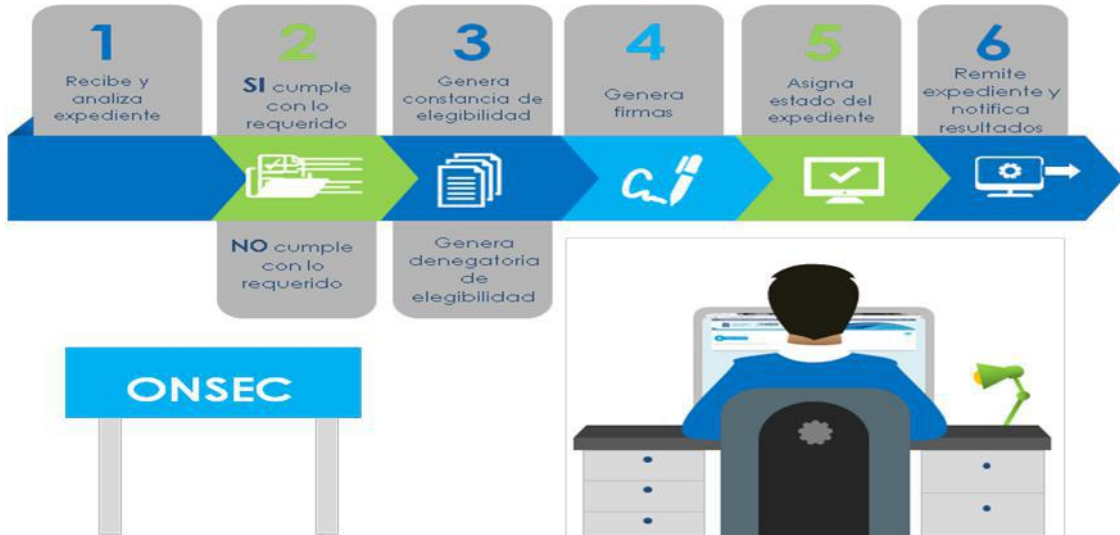 1
Recibe y
analiza
expediente
2
SI cumple
con lo
requerido
3
Genera
constancia de
elegibilidad
4
Genera
firmas
5
Asigna
estado del
expediente
6
Remite
expediente y
notifica
resultados
NO cumple
con lo
requerido
Genera
denegatoria
de
elegibilidad
ONSEC